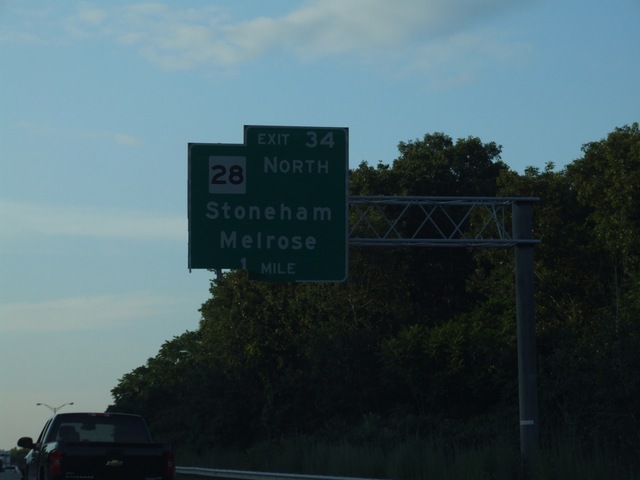 EXIT 34
28 NORTH
Stoneham
Melrose
1 MILE